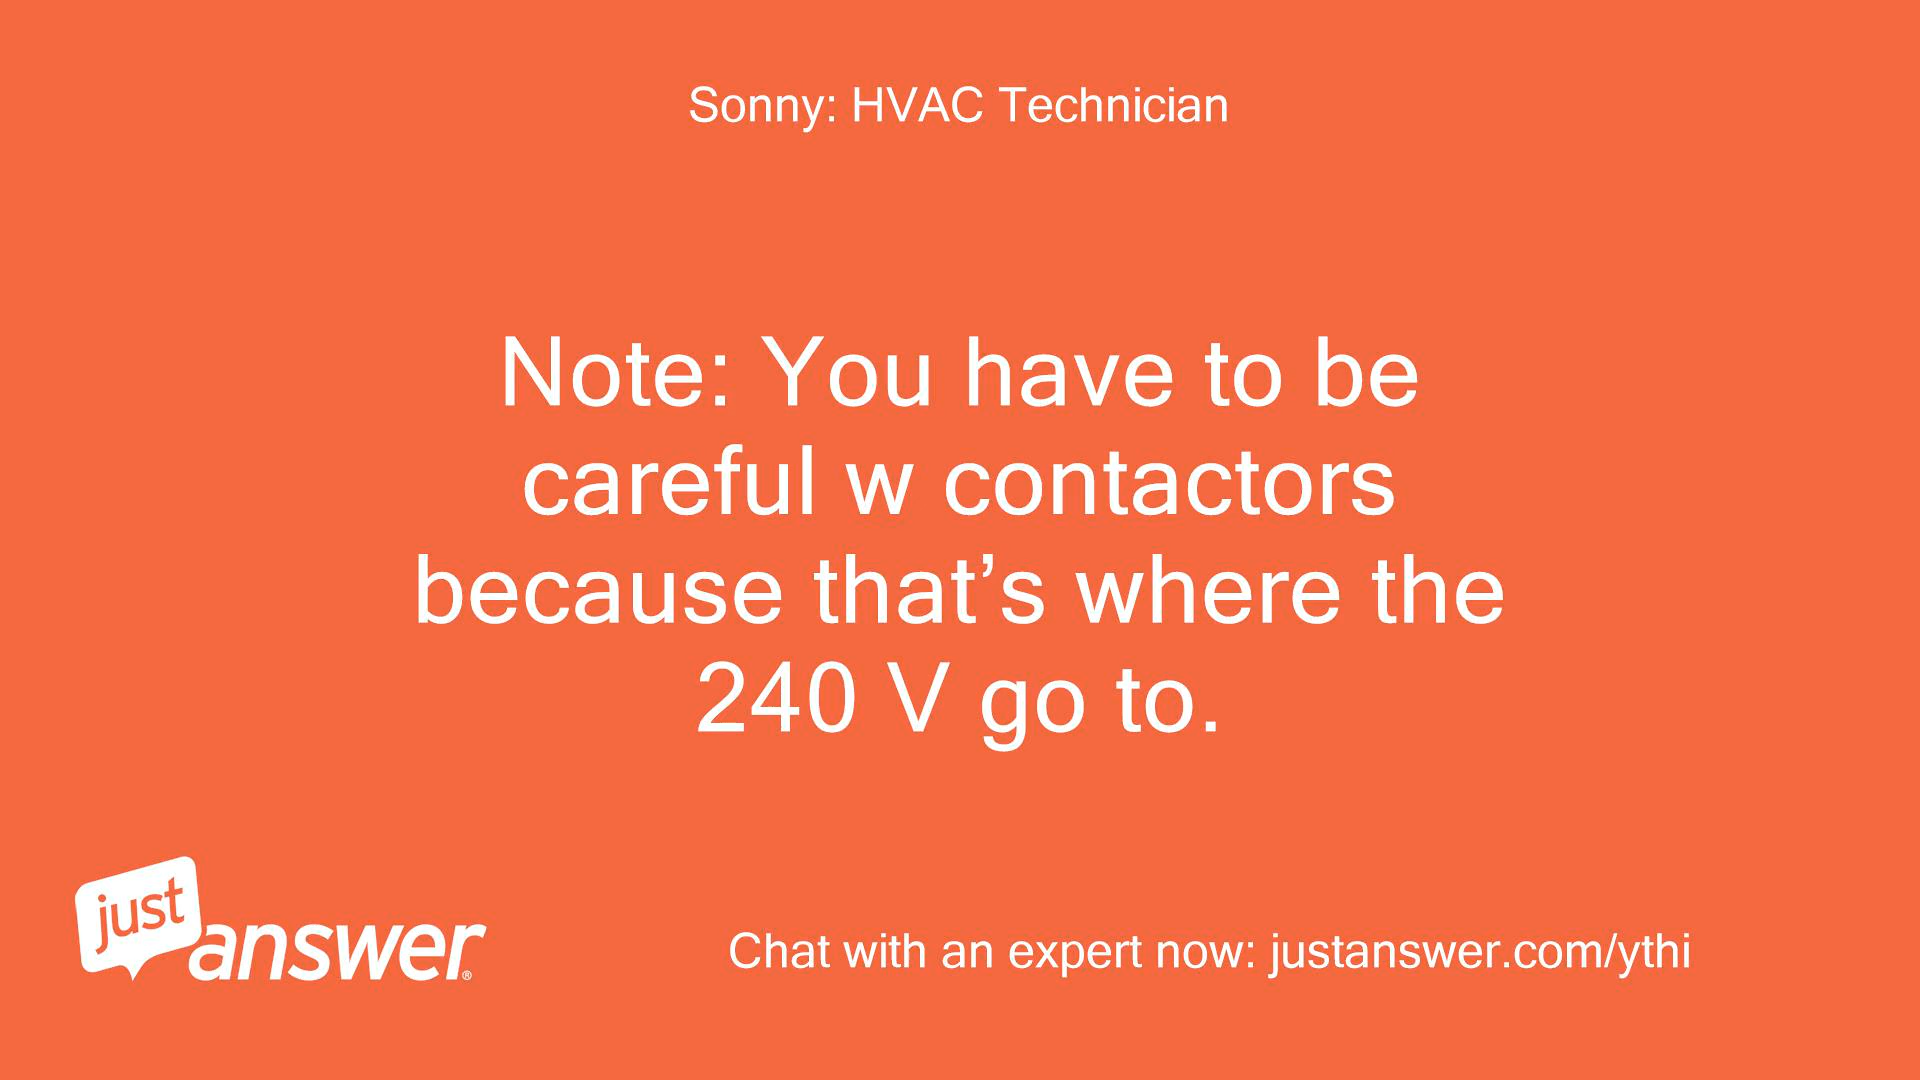 Sonny: HVAC Technician
Note: You have to be
careful w contactors
because that’s where the
240 V go to.
just
answer®
Chat with an expert now: justanswer.com/ythi